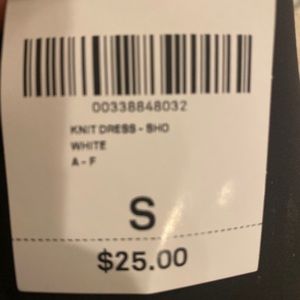 00338848032
KNIT DRESS - SHO
WHITE
A - F
S
$25.00